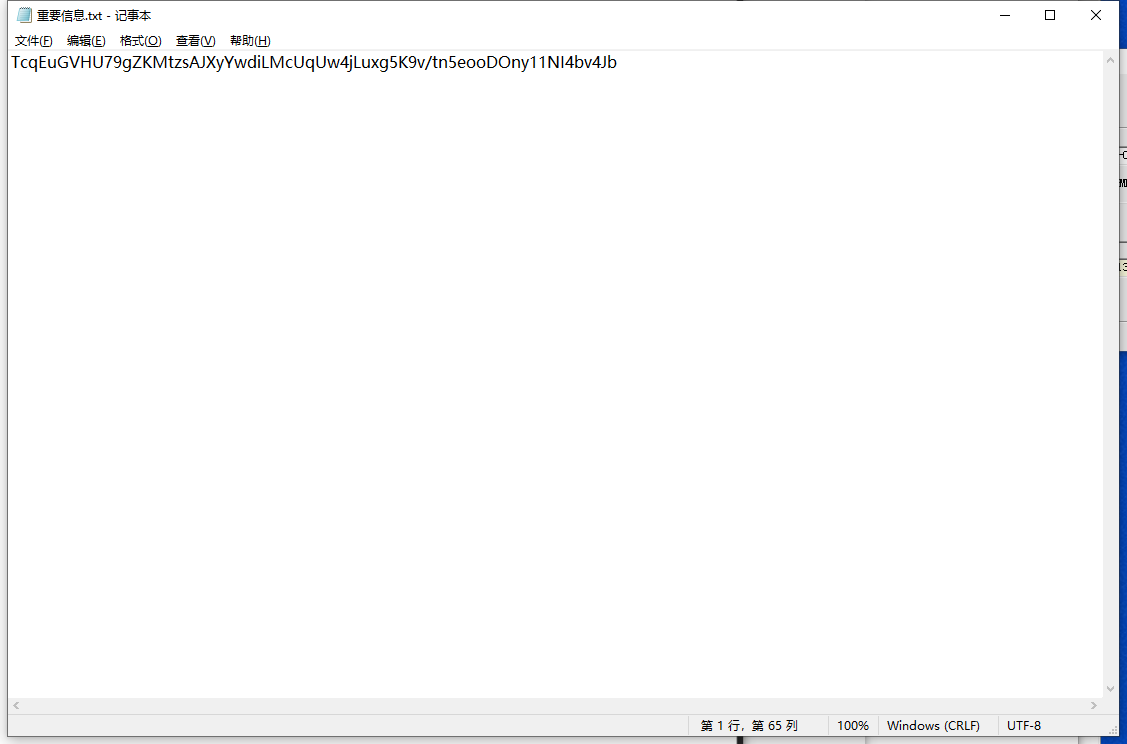 重要信息.txt - 记事本
文件(F) 编辑(E) 格式(O) 查看(V) 帮助(H)
TcqEuGVHU79gZKMtzsAJXyYwdiLMcUqUw4jLuxg5K9v/tn5eooDOny11NI4bv4Jb
第 1 行，第 65 列 100% Windows (CRLF) UTF-8